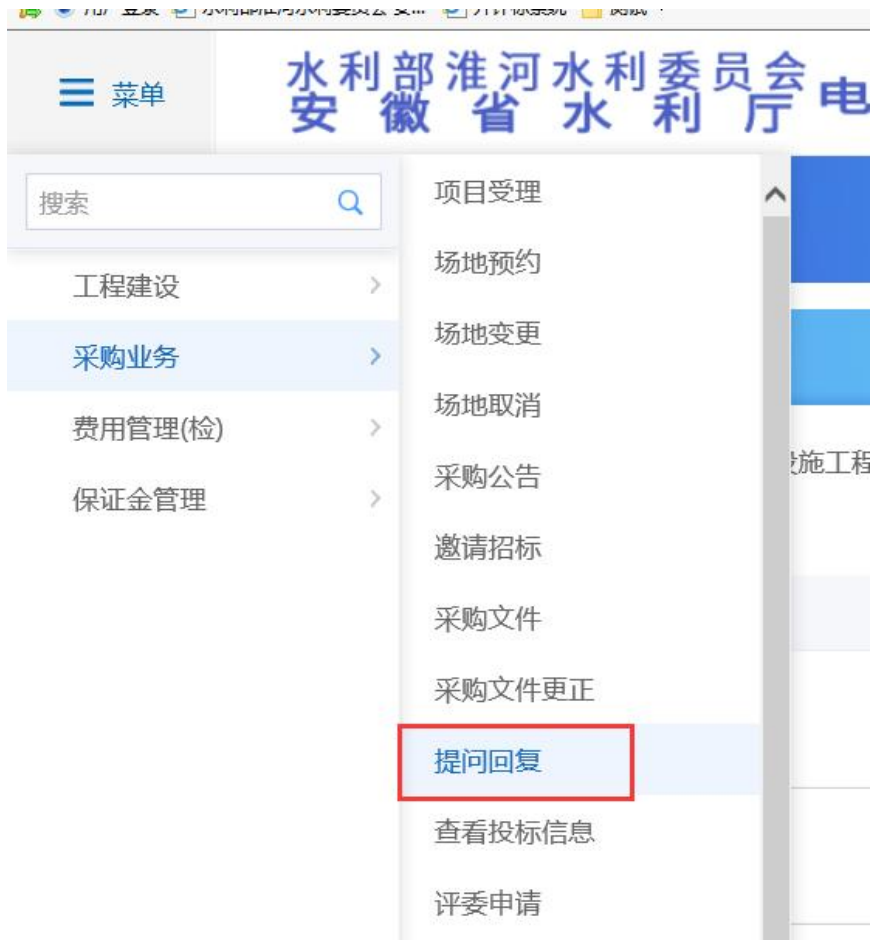 菜单
水利部淮河水利委员会
安徽省水利厅
电
搜索
工程建设
采购业务
费用管理(检)
保证金管理
项目受理
场地预约
场地变更
场地取消
采购公告
邀请招标
采购文件
采购文件更正
提问回复
查看投标信息
评委申请
施工程